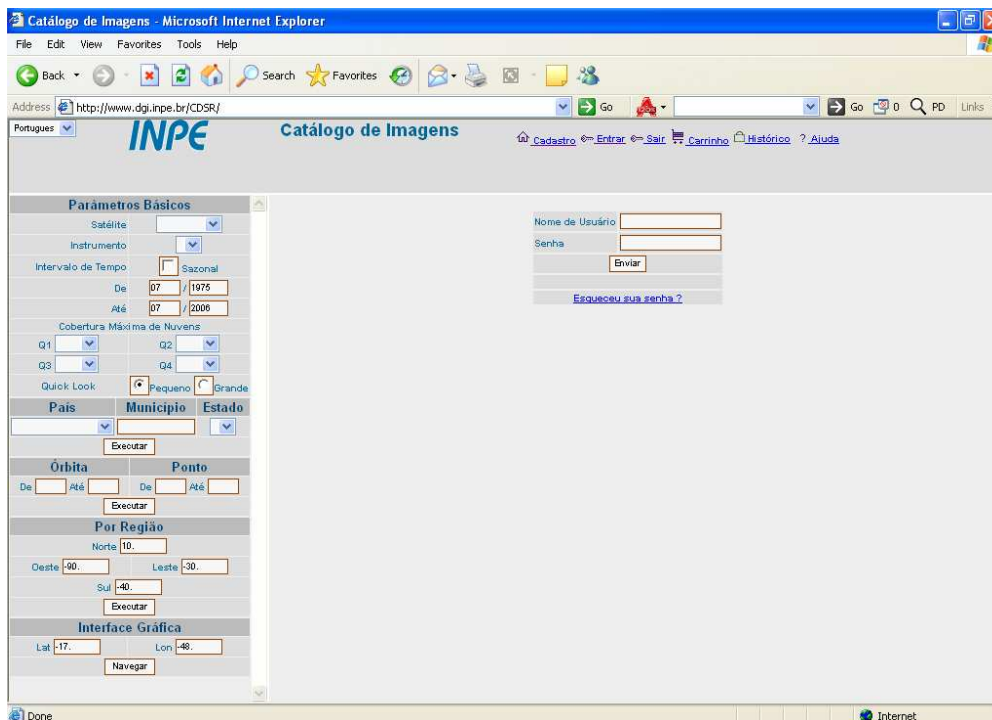 Catálogo de Imagens - Microsoft Internet Explorer
File Edit View Favorites Tools Help
Back Search Favorites
Address http://www.dgi.inpe.br/CDSR/ Go Go 0 PD Links
Portugues INPE Catálogo de Imagens Cadastro Entrar Sair Carrinho Histórico ? Ajuda
Parámetros Básicos
Satélite
Instrumento
Intervalo de Tempo Sazonal
De 07 / 1975
Até 07 / 2006
Cobertura Máxima de Nuvens
Q1 Q2
Q3 Q4
Quick Look Pequeno Grande
País Município Estado
Executar
Órbita Ponto
De Até De Até
Executar
Por Região
Norte 10.
Oeste -90. Leste -30.
Sul -40.
Executar
Interface Gráfica
Lat -17. Lon -48.
Navegar
Nome de Usuário
Senha
Enviar
Esqueceu sua senha ?
Done Internet